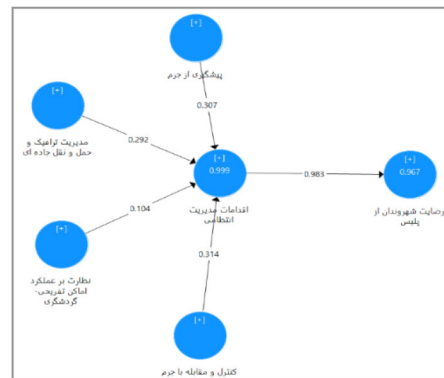 [+]
پیشگیری از جرم
0.307
[+]
مدیریت ترافیک و
حمل و نقل جاده ای
0.292
[+]
0.999
اقدامات مدیریت
انتظامی
0.983
[+]
0.967
رضایت شهروندان از
پلیس
0.104
[+]
نظارت بر عملکرد
اماکن تفریحی-
گردشگری
0.314
[+]
کنترل و مقابله با جرم